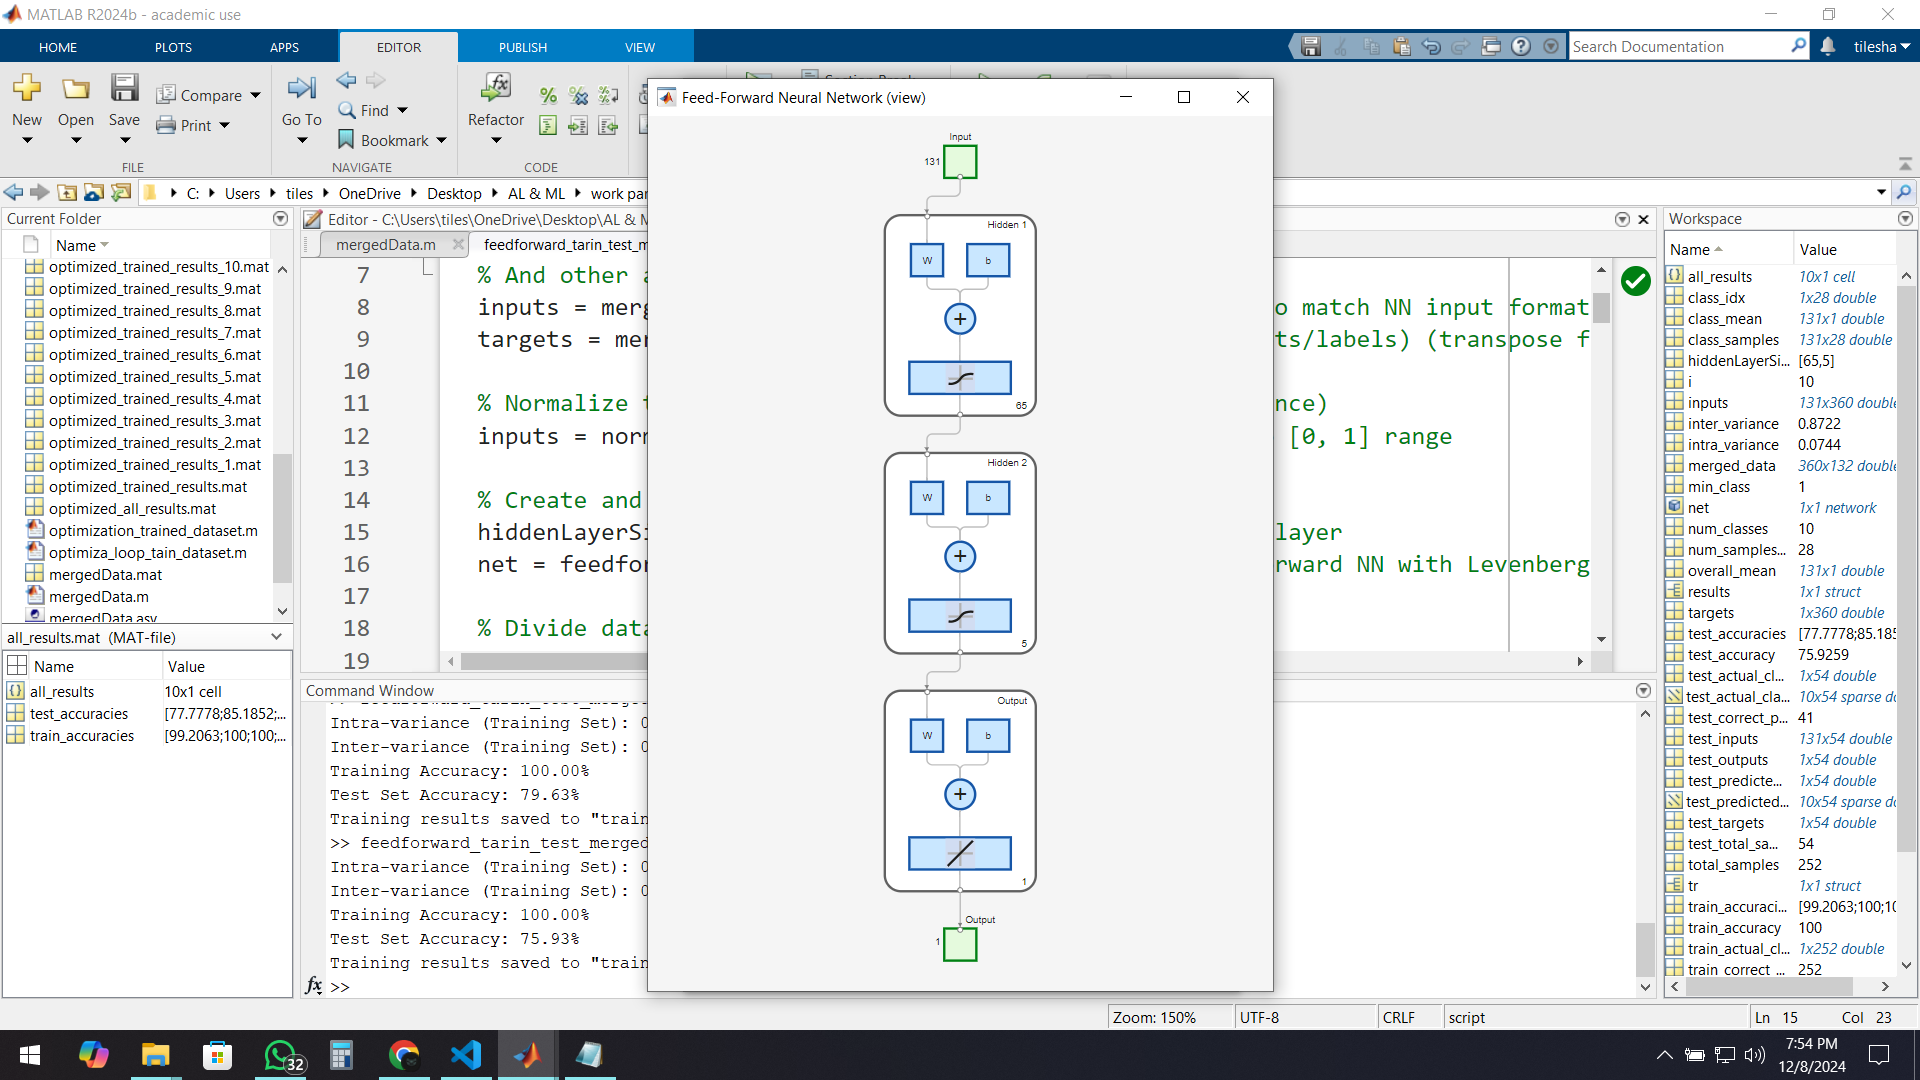 MATLAB R2024b - academic use
HOME PLOTS APPS EDITOR PUBLISH VIEW
Search Documentation
tilesha
New Open Save Compare Print
Go To Find Bookmark
Refactor
FILE NAVIGATE CODE
C: Users tiles OneDrive Desktop AL & ML work
Current Folder
Name
optimized_trained_results_10.mat
optimized_trained_results_9.mat
optimized_trained_results_8.mat
optimized_trained_results_7.mat
optimized_trained_results_6.mat
optimized_trained_results_5.mat
optimized_trained_results_4.mat
optimized_trained_results_3.mat
optimized_trained_results_2.mat
optimized_trained_results_1.mat
optimized_trained_results.mat
optimized_all_results.mat
optimization_trained_dataset.m
optimiza_loop_tain_dataset.m
mergedData.mat
mergedData.m
mergedData.asv
all_results.mat (MAT-file)
Name Value
all_results 10x1 cell
test_accuracies [77.7778;85.1852;...
train_accuracies [99.2063;100;100;...
Editor - C:\Users\tiles\OneDrive\Desktop\AL & M
mergedData.m feedforward_tarin_test_m
7 % And other a
8 inputs = merg o match NN input format
9 targets = mer ts/labels) (transpose f
10
11 % Normalize t nce)
12 inputs = norm [0, 1] range
13
14 % Create and
15 hiddenLayerSi layer
16 net = feedfor rward NN with Levenberg
17
18 % Divide data
19
Command Window
Intra-variance (Training Set): 0
Inter-variance (Training Set): 0
Training Accuracy: 100.00%
Test Set Accuracy: 79.63%
Training results saved to "train
>> feedforward_tarin_test_merged
Intra-variance (Training Set): 0
Inter-variance (Training Set): 0
Training Accuracy: 100.00%
Test Set Accuracy: 75.93%
Training results saved to "train
fx >>
Feed-Forward Neural Network (view)
Input
131
Hidden 1
W b
+
65
Hidden 2
W b
+
5
Output
W b
+
1
Output
1
Workspace
Name Value
all_results 10x1 cell
class_idx 1x28 double
class_mean 131x1 double
class_samples 131x28 double
hiddenLayerSi... [65,5]
i 10
inputs 131x360 double
inter_variance 0.8722
intra_variance 0.0744
merged_data 360x132 double
min_class 1
net 1x1 network
num_classes 10
num_samples... 28
overall_mean 131x1 double
results 1x1 struct
targets 1x360 double
test_accuracies [77.7778;85.185
test_accuracy 75.9259
test_actual_cl... 1x54 double
test_actual_cla... 10x54 sparse do
test_correct_p... 41
test_inputs 131x54 double
test_outputs 1x54 double
test_predicte... 1x54 double
test_predicted... 10x54 sparse do
test_targets 1x54 double
test_total_sa... 54
total_samples 252
tr 1x1 struct
train_accuraci... [99.2063;100;10
train_accuracy 100
train_actual_cl... 1x252 double
train_correct_... 252
Zoom: 150% UTF-8 CRLF script Ln 15 Col 23
32
7:54 PM
12/8/2024